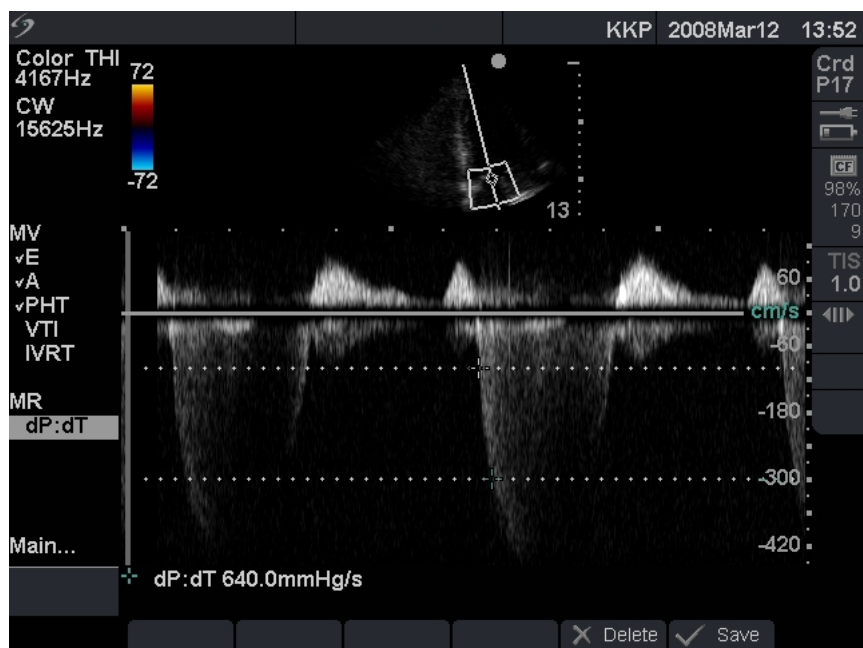 KKP 2008Mar12 13:52
Color THI
4167Hz
CW
15625Hz
72
-72
13
Crd
P17
CF
98%
170
9
TIS
1.0
MV
✓E
✓A
✓PHT
VTI
IVRT
MR
dP:dT
Main...
60
cm/s
-60
-180
-300
-420
dP:dT 640.0mmHg/s
Delete
Save